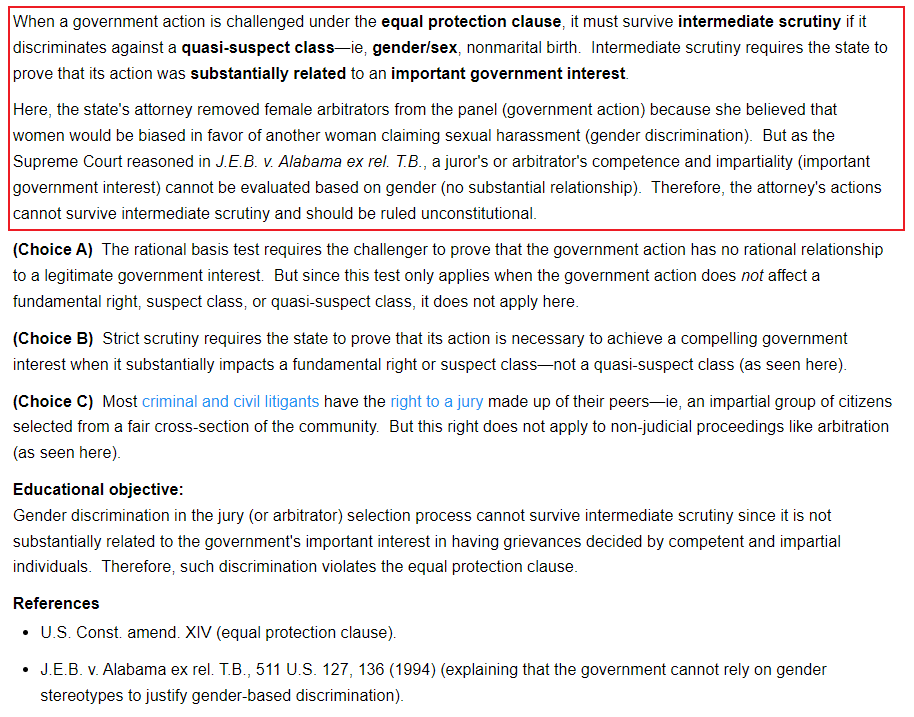 When a government action is challenged under the equal protection clause, it must survive intermediate scrutiny if it
discriminates against a quasi-suspect class—ie, gender/sex, nonmarital birth.  Intermediate scrutiny requires the state to
prove that its action was substantially related to an important government interest.
Here, the state's attorney removed female arbitrators from the panel (government action) because she believed that
women would be biased in favor of another woman claiming sexual harassment (gender discrimination).  But as the
Supreme Court reasoned in J.E.B. v. Alabama ex rel. T.B., a juror's or arbitrator's competence and impartiality (important
government interest) cannot be evaluated based on gender (no substantial relationship).  Therefore, the attorney's actions
cannot survive intermediate scrutiny and should be ruled unconstitutional.
(Choice A)  The rational basis test requires the challenger to prove that the government action has no rational relationship
to a legitimate government interest.  But since this test only applies when the government action does not affect a
fundamental right, suspect class, or quasi-suspect class, it does not apply here.
(Choice B)  Strict scrutiny requires the state to prove that its action is necessary to achieve a compelling government
interest when it substantially impacts a fundamental right or suspect class—not a quasi-suspect class (as seen here).
(Choice C)  Most criminal and civil litigants have the right to a jury made up of their peers—ie, an impartial group of citizens
selected from a fair cross-section of the community.  But this right does not apply to non-judicial proceedings like arbitration
(as seen here).
Educational objective:
Gender discrimination in the jury (or arbitrator) selection process cannot survive intermediate scrutiny since it is not
substantially related to the government's important interest in having grievances decided by competent and impartial
individuals.  Therefore, such discrimination violates the equal protection clause.
References
• U.S. Const. amend. XIV (equal protection clause).
• J.E.B. v. Alabama ex rel. T.B., 511 U.S. 127, 136 (1994) (explaining that the government cannot rely on gender
stereotypes to justify gender-based discrimination).